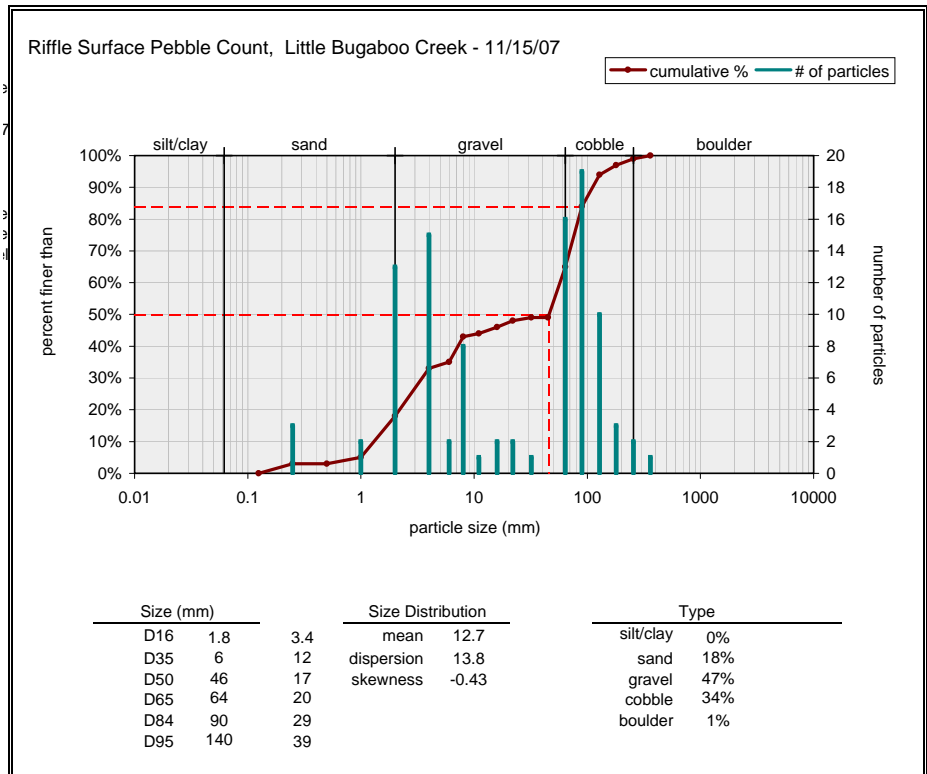 Riffle Surface Pebble Count, Little Bugaboo Creek - 11/15/07
cumulative % # of particles
silt/clay sand gravel cobble boulder
100% 20
90% 18
80% 16
70% 14
60% 12
50% 10
40% 8
30% 6
20% 4
10% 2
0% 0
percent finer than
number of particles
0.01 0.1 1 10 100 1000 10000
particle size (mm)
Size (mm) Size Distribution Type
D16 1.8 3.4 mean 12.7 silt/clay 0%
D35 6 12 dispersion 13.8 sand 18%
D50 46 17 skewness -0.43 gravel 47%
D65 64 20 cobble 34%
D84 90 29 boulder 1%
D95 140 39